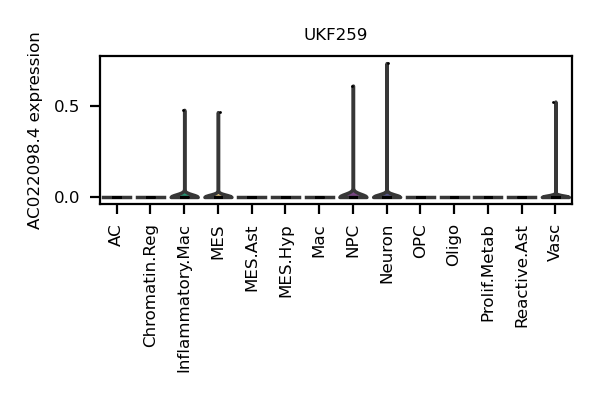 UKF259
AC022098.4 expression
0.5
0.0
AC
Chromatin.Reg
Inflammatory.Mac
MES
MES.Ast
MES.Hyp
Mac
NPC
Neuron
OPC
Oligo
Prolif.Metab
Reactive.Ast
Vasc